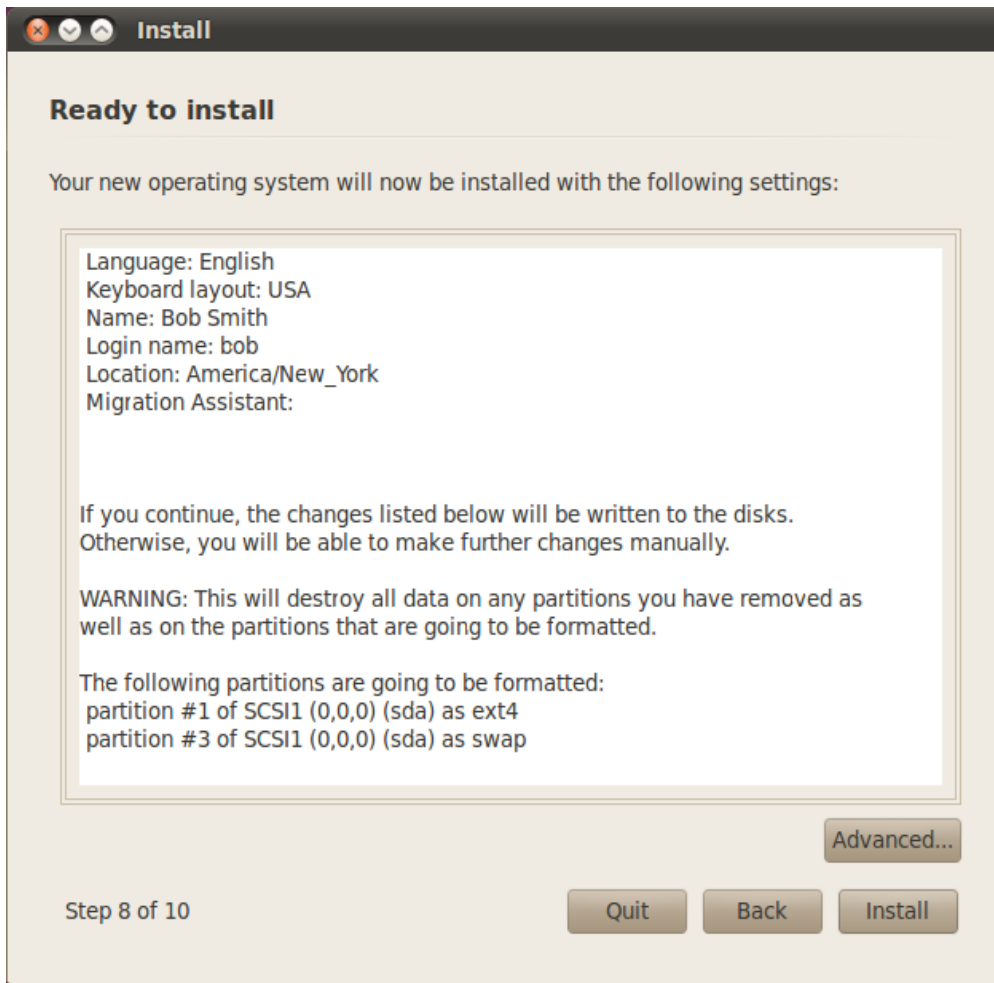 Install
Ready to install
Your new operating system will now be installed with the following settings:
Language: English
Keyboard layout: USA
Name: Bob Smith
Login name: bob
Location: America/New_York
Migration Assistant:
If you continue, the changes listed below will be written to the disks.
Otherwise, you will be able to make further changes manually.
WARNING: This will destroy all data on any partitions you have removed as
well as on the partitions that are going to be formatted.
The following partitions are going to be formatted:
partition #1 of SCSI1 (0,0,0) (sda) as ext4
partition #3 of SCSI1 (0,0,0) (sda) as swap
Advanced...
Step 8 of 10
Quit
Back
Install